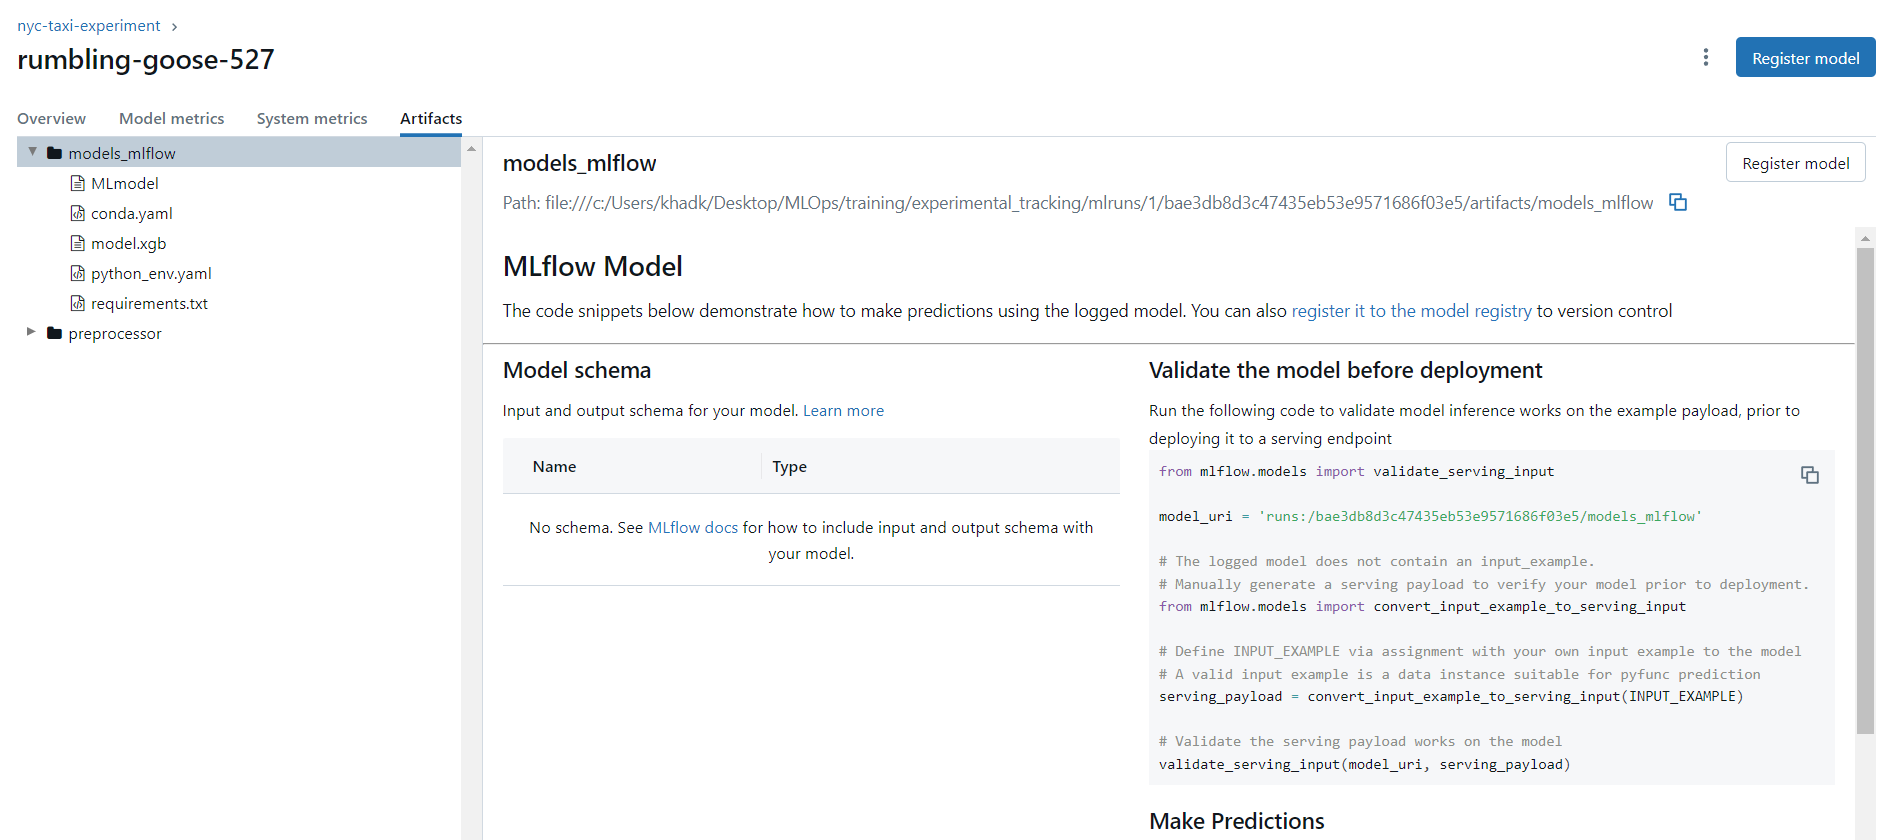 nyc-taxi-experiment
rumbling-goose-527
Register model
Overview Model metrics System metrics Artifacts
models_mlflow
MLmodel
conda.yaml
model.xgb
python_env.yaml
requirements.txt
preprocessor
models_mlflow
Register model
Path: file:///c:/Users/khadk/Desktop/MLOps/training/experimental_tracking/mlruns/1/bae3db8d3c47435eb53e9571686f03e5/artifacts/models_mlflow
MLflow Model
The code snippets below demonstrate how to make predictions using the logged model. You can also register it to the model registry to version control
Model schema
Input and output schema for your model. Learn more
Name Type
No schema. See MLflow docs for how to include input and output schema with
your model.
Validate the model before deployment
Run the following code to validate model inference works on the example payload, prior to
deploying it to a serving endpoint
from mlflow.models import validate_serving_input
model_uri = 'runs:/bae3db8d3c47435eb53e9571686f03e5/models_mlflow'
# The logged model does not contain an input_example.
# Manually generate a serving payload to verify your model prior to deployment.
from mlflow.models import convert_input_example_to_serving_input
# Define INPUT_EXAMPLE via assignment with your own input example to the model
# A valid input example is a data instance suitable for pyfunc prediction
serving_payload = convert_input_example_to_serving_input(INPUT_EXAMPLE)
# Validate the serving payload works on the model
validate_serving_input(model_uri, serving_payload)
Make Predictions